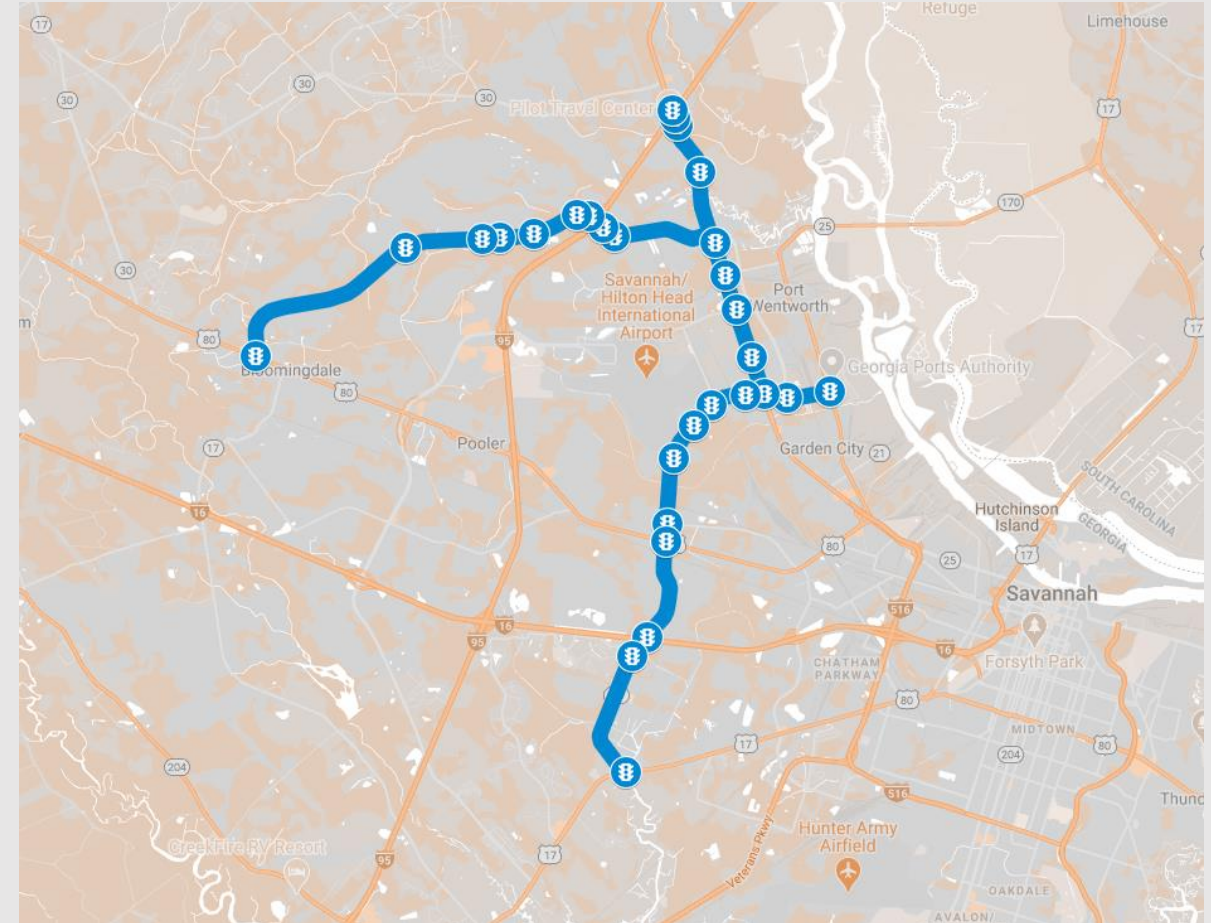 Refuge
17
Limehouse
30
30
30
30
Pilot Travel Center
17
170
25
Savannah/
Hilton Head
International
Airport
Port
Wentworth
30
80
95
17
Bloomingdale
80
Georgia Ports Authority
17
Pooler
Garden City
21
16
SOUTH CAROLINA
GEORGIA
Hutchinson
Island
80
25
17
Savannah
516
16
95
16
Forsyth Park
CHATHAM
PARKWAY
80
MIDTOWN
204
80
17
204
516
Thund
Hunter Army
Airfield
Veterans Pkwy
CreekFire RV Resort
95
17
OAKDALE
AVALON/